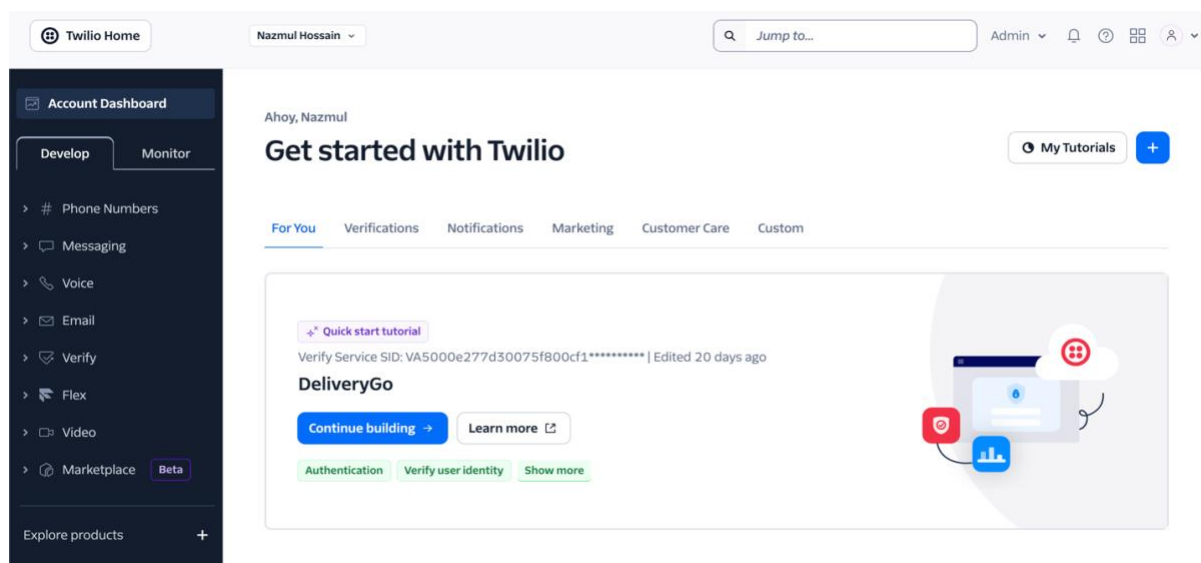 Twilio Home
Nazmul Hossain
Jump to...
Admin
Account Dashboard
Develop
Monitor
# Phone Numbers
Messaging
Voice
Email
Verify
Flex
Video
Marketplace Beta
Explore products +
Ahoy, Nazmul
Get started with Twilio
My Tutorials
+
For You Verifications Notifications Marketing Customer Care Custom
Quick start tutorial
Verify Service SID: VA5000e277d30075f800cf1********** | Edited 20 days ago
DeliveryGo
Continue building → Learn more
Authentication Verify user identity Show more